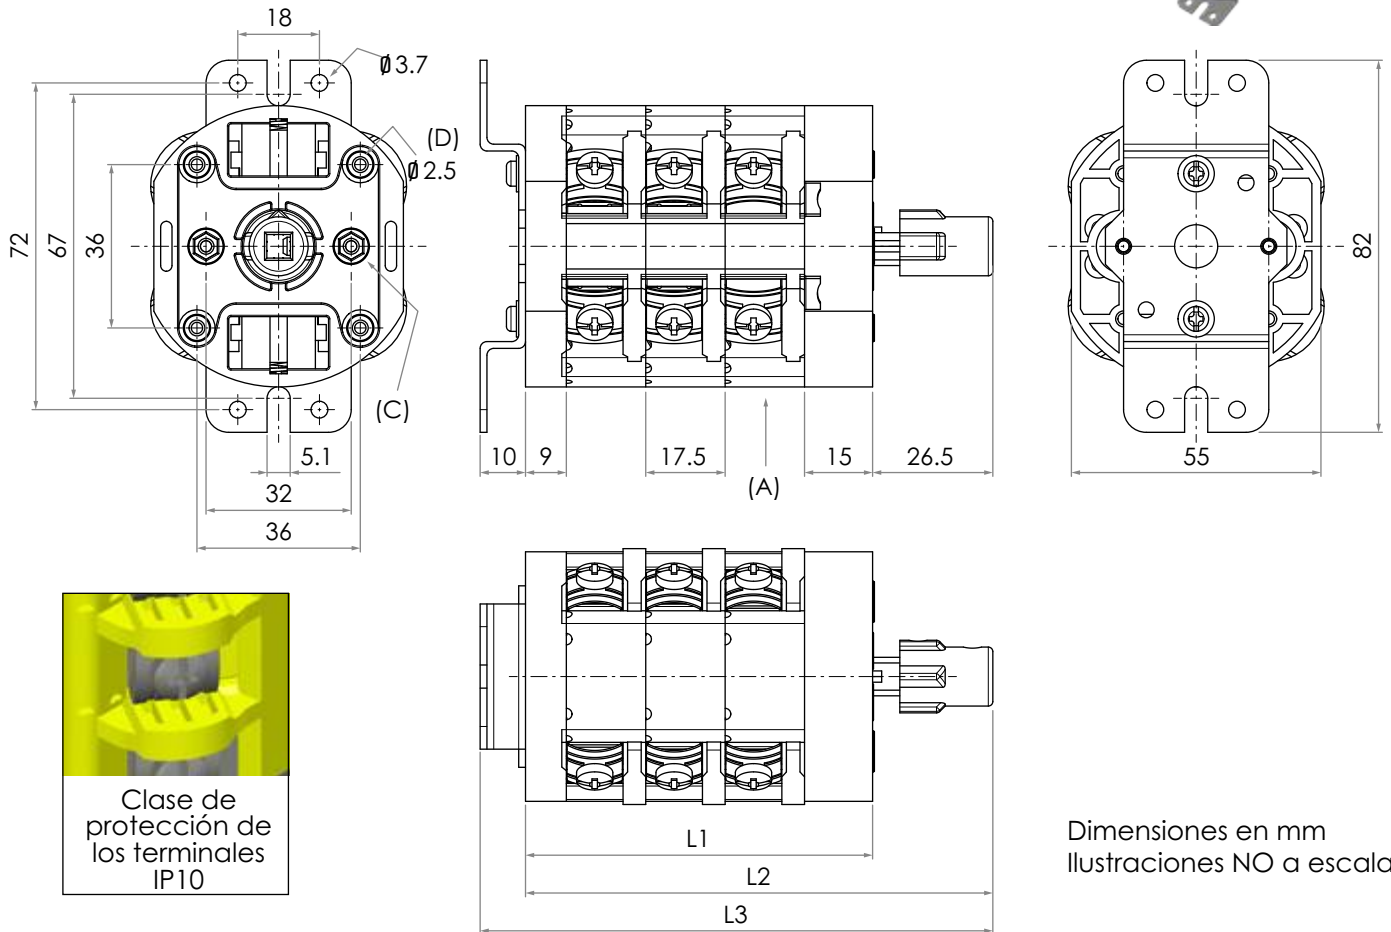 18
Ø3.7
(D)
Ø2.5
72
67
36
(C)
5.1
32
36
10
9
17.5
15
26.5
(A)
82
55
Clase de
protección de
los terminales
IP10
L1
L2
L3
Dimensiones en mm
Ilustraciones NO a escala